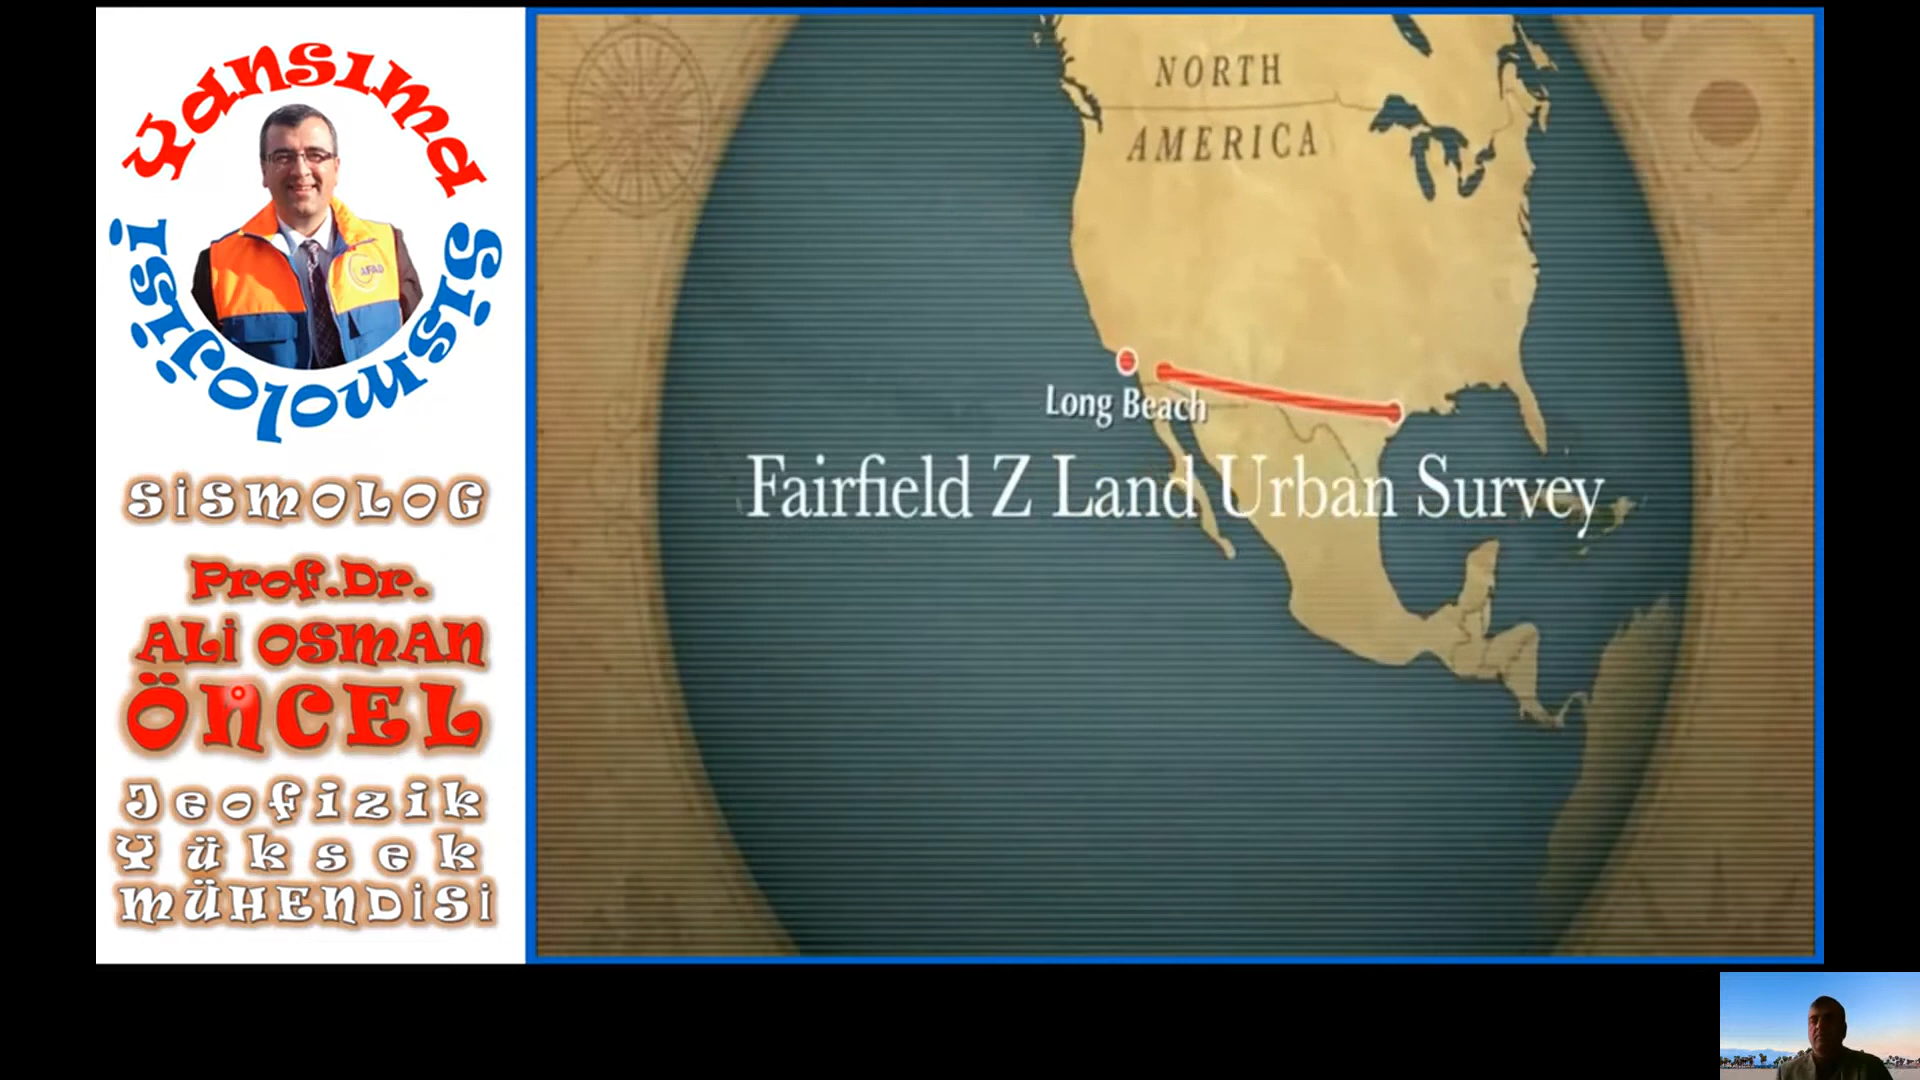 Yansıma
Sismolojisi
AFAD
SİSMOLOG
Prof.Dr.
ALİ OSMAN
ÖNCEL
Jeofizik
Yüksek
MÜHENDİSİ
NORTH
AMERICA
Long Beach
Fairfield Z Land Urban Survey